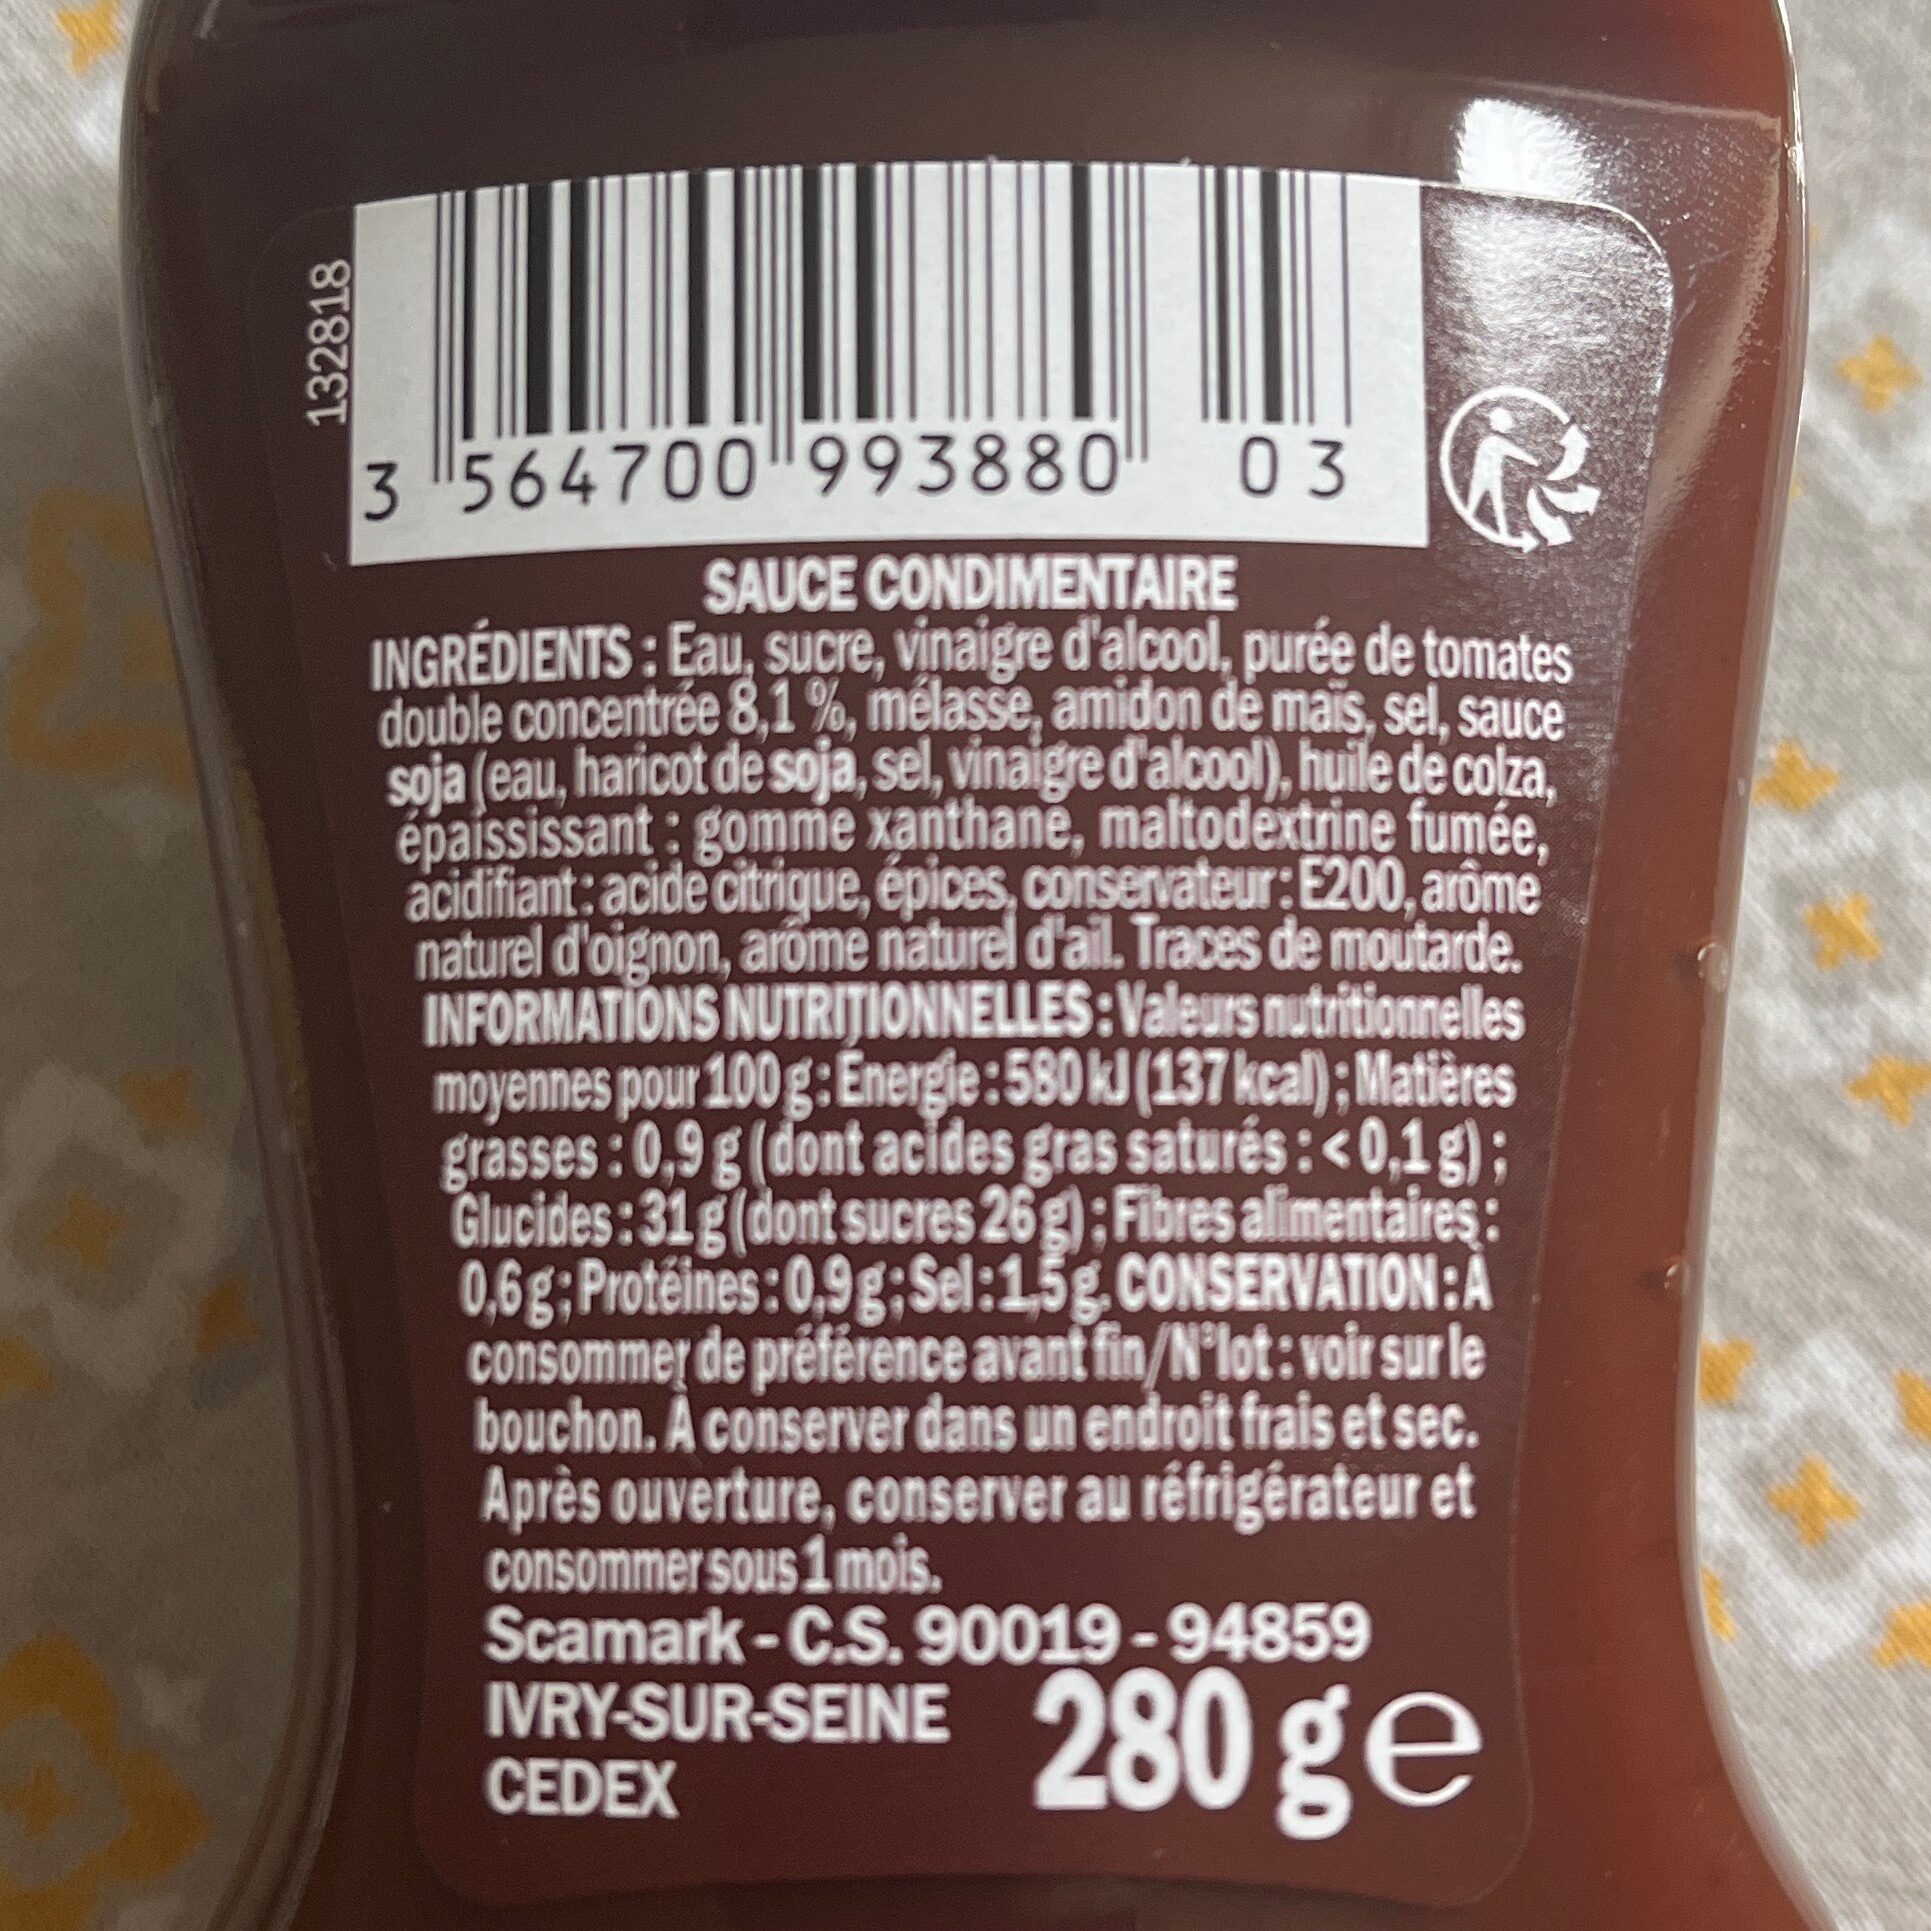 132818
3 564700 993880 03
SAUCE CONDIMENTAIRE
INGRÉDIENTS : Eau, sucre, vinaigre d'alcool, purée de tomates
double concentrée 8,1 %, mélasse, amidon de maïs, sel, sauce
soja (eau, haricot de soja, sel, vinaigre d'alcool), huile de colza,
épaississant : gomme xanthane, maltodextrine fumée,
acidifiant : acide citrique, épices, conservateur : E200, arôme
naturel d'oignon, arôme naturel d'ail. Traces de moutarde.
INFORMATIONS NUTRITIONNELLES : Valeurs nutritionnelles
moyennes pour 100 g : Énergie : 580 kJ (137 kcal) ; Matières
grasses : 0,9 g (dont acides gras saturés : < 0,1 g) ;
Glucides : 31 g (dont sucres 26 g) ; Fibres alimentaires :
0,6 g ; Protéines : 0,9 g ; Sel : 1,5 g. CONSERVATION : À
consommer de préférence avant fin/N°lot : voir sur le
bouchon. À conserver dans un endroit frais et sec.
Après ouverture, conserver au réfrigérateur et
consommer sous 1 mois.
Scamark - C.S. 90019 - 94859
IVRY-SUR-SEINE
CEDEX
280 g e